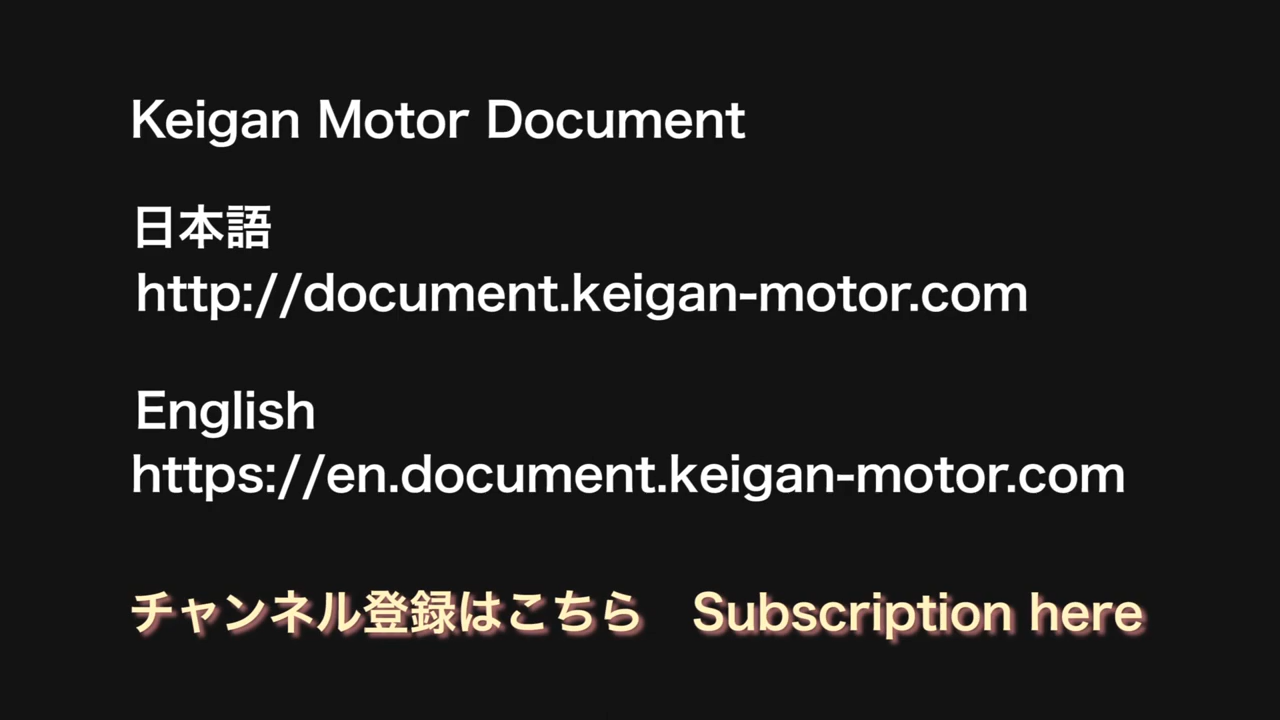 Keigan Motor Document
日本語
http://document.keigan-motor.com
English
https://en.document.keigan-motor.com
チャンネル登録はこちら　Subscription here